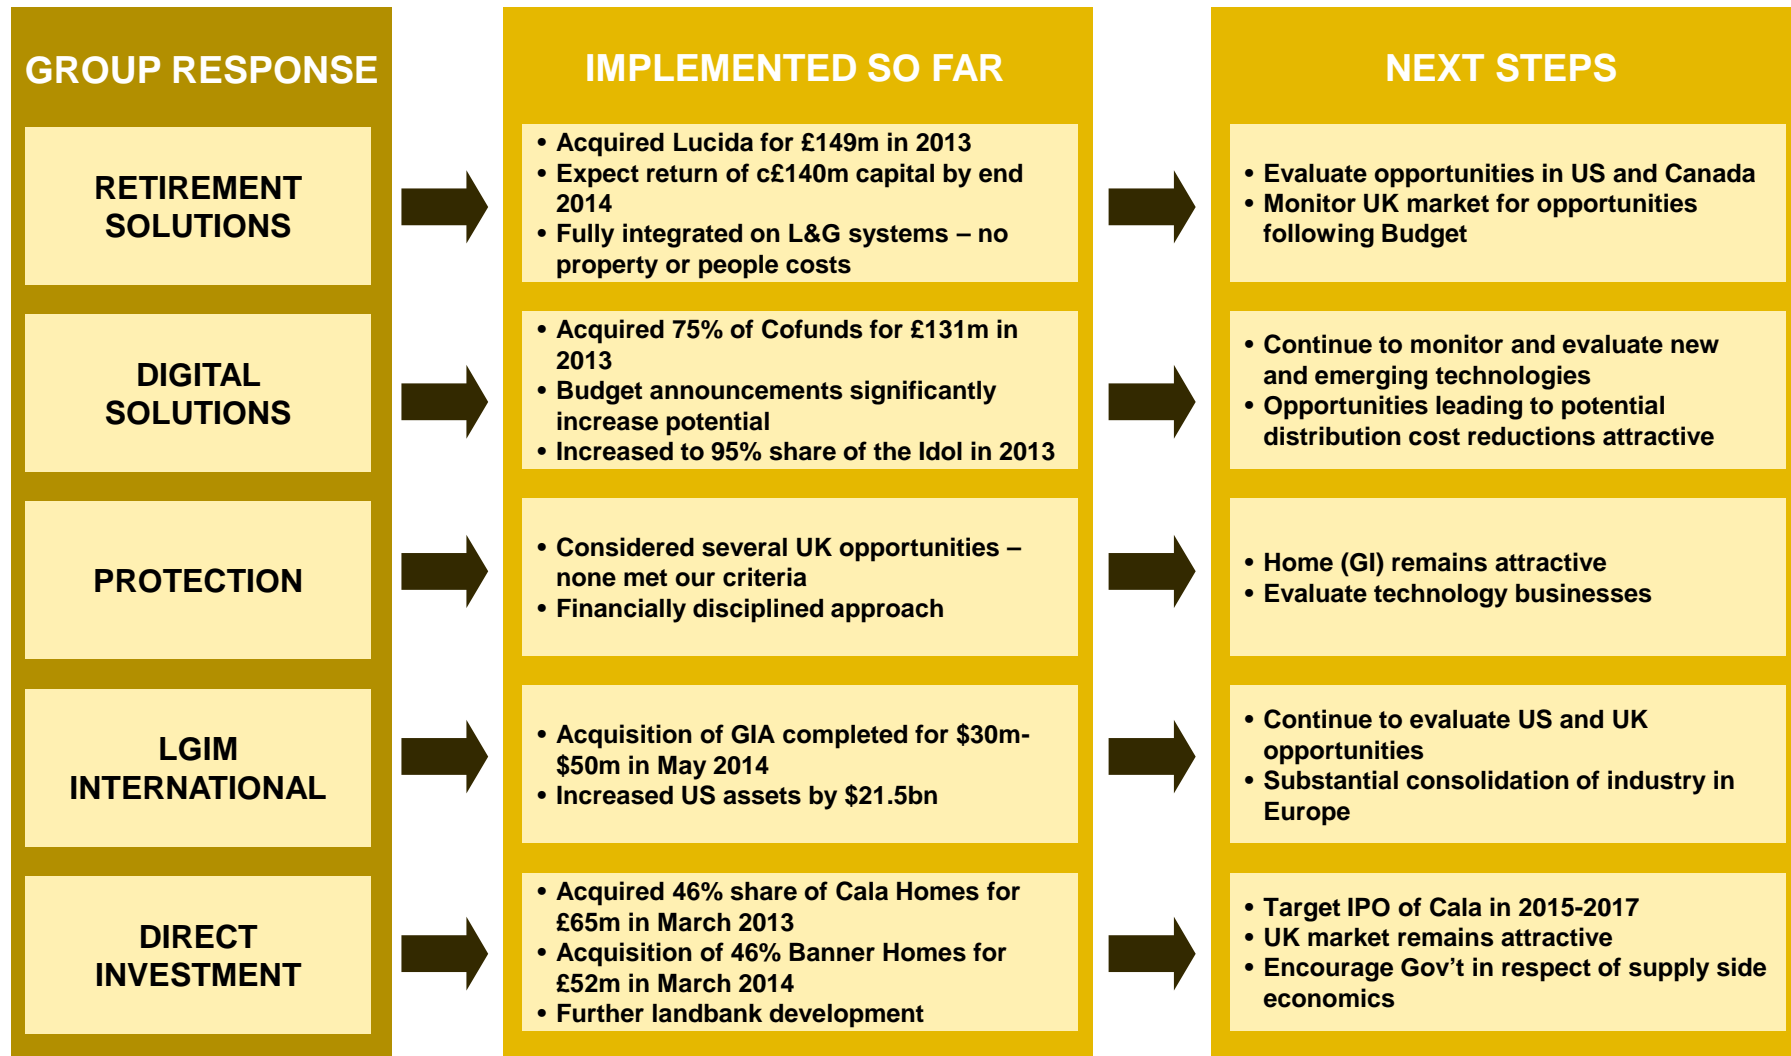 GROUP RESPONSE
IMPLEMENTED SO FAR
NEXT STEPS
RETIREMENT
SOLUTIONS
• Acquired Lucida for £149m in 2013
• Expect return of c£140m capital by end
2014
• Fully integrated on L&G systems – no
property or people costs
• Evaluate opportunities in US and Canada
• Monitor UK market for opportunities
following Budget
DIGITAL
SOLUTIONS
• Acquired 75% of Cofunds for £131m in
2013
• Budget announcements significantly
increase potential
• Increased to 95% share of the Idol in 2013
• Continue to monitor and evaluate new
and emerging technologies
• Opportunities leading to potential
distribution cost reductions attractive
PROTECTION
• Considered several UK opportunities –
none met our criteria
• Financially disciplined approach
• Home (GI) remains attractive
• Evaluate technology businesses
LGIM
INTERNATIONAL
• Acquisition of GIA completed for $30m-
$50m in May 2014
• Increased US assets by $21.5bn
• Continue to evaluate US and UK
opportunities
• Substantial consolidation of industry in
Europe
DIRECT
INVESTMENT
• Acquired 46% share of Cala Homes for
£65m in March 2013
• Acquisition of 46% Banner Homes for
£52m in March 2014
• Further landbank development
• Target IPO of Cala in 2015-2017
• UK market remains attractive
• Encourage Gov’t in respect of supply side
economics